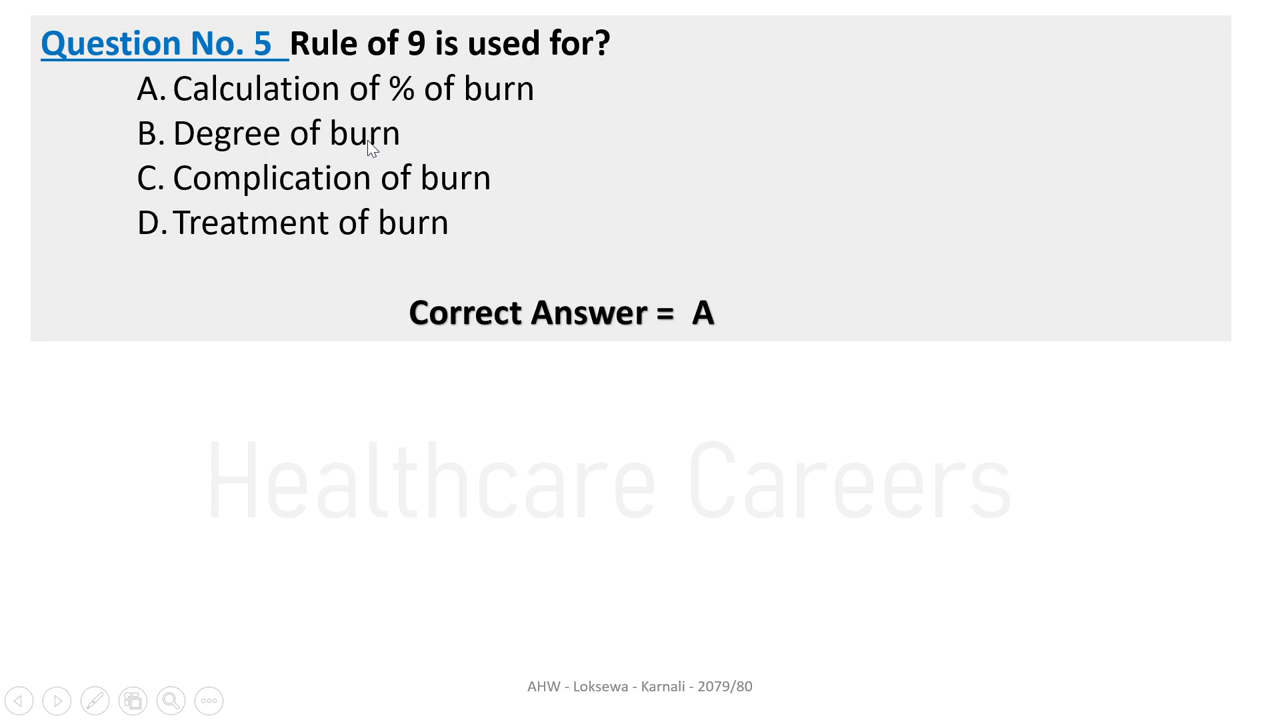 Question No. 5 Rule of 9 is used for?
A. Calculation of % of burn
B. Degree of burn
C. Complication of burn
D. Treatment of burn
Correct Answer = A
Healthcare Careers
AHW - Loksewa - Karnali - 2079/80